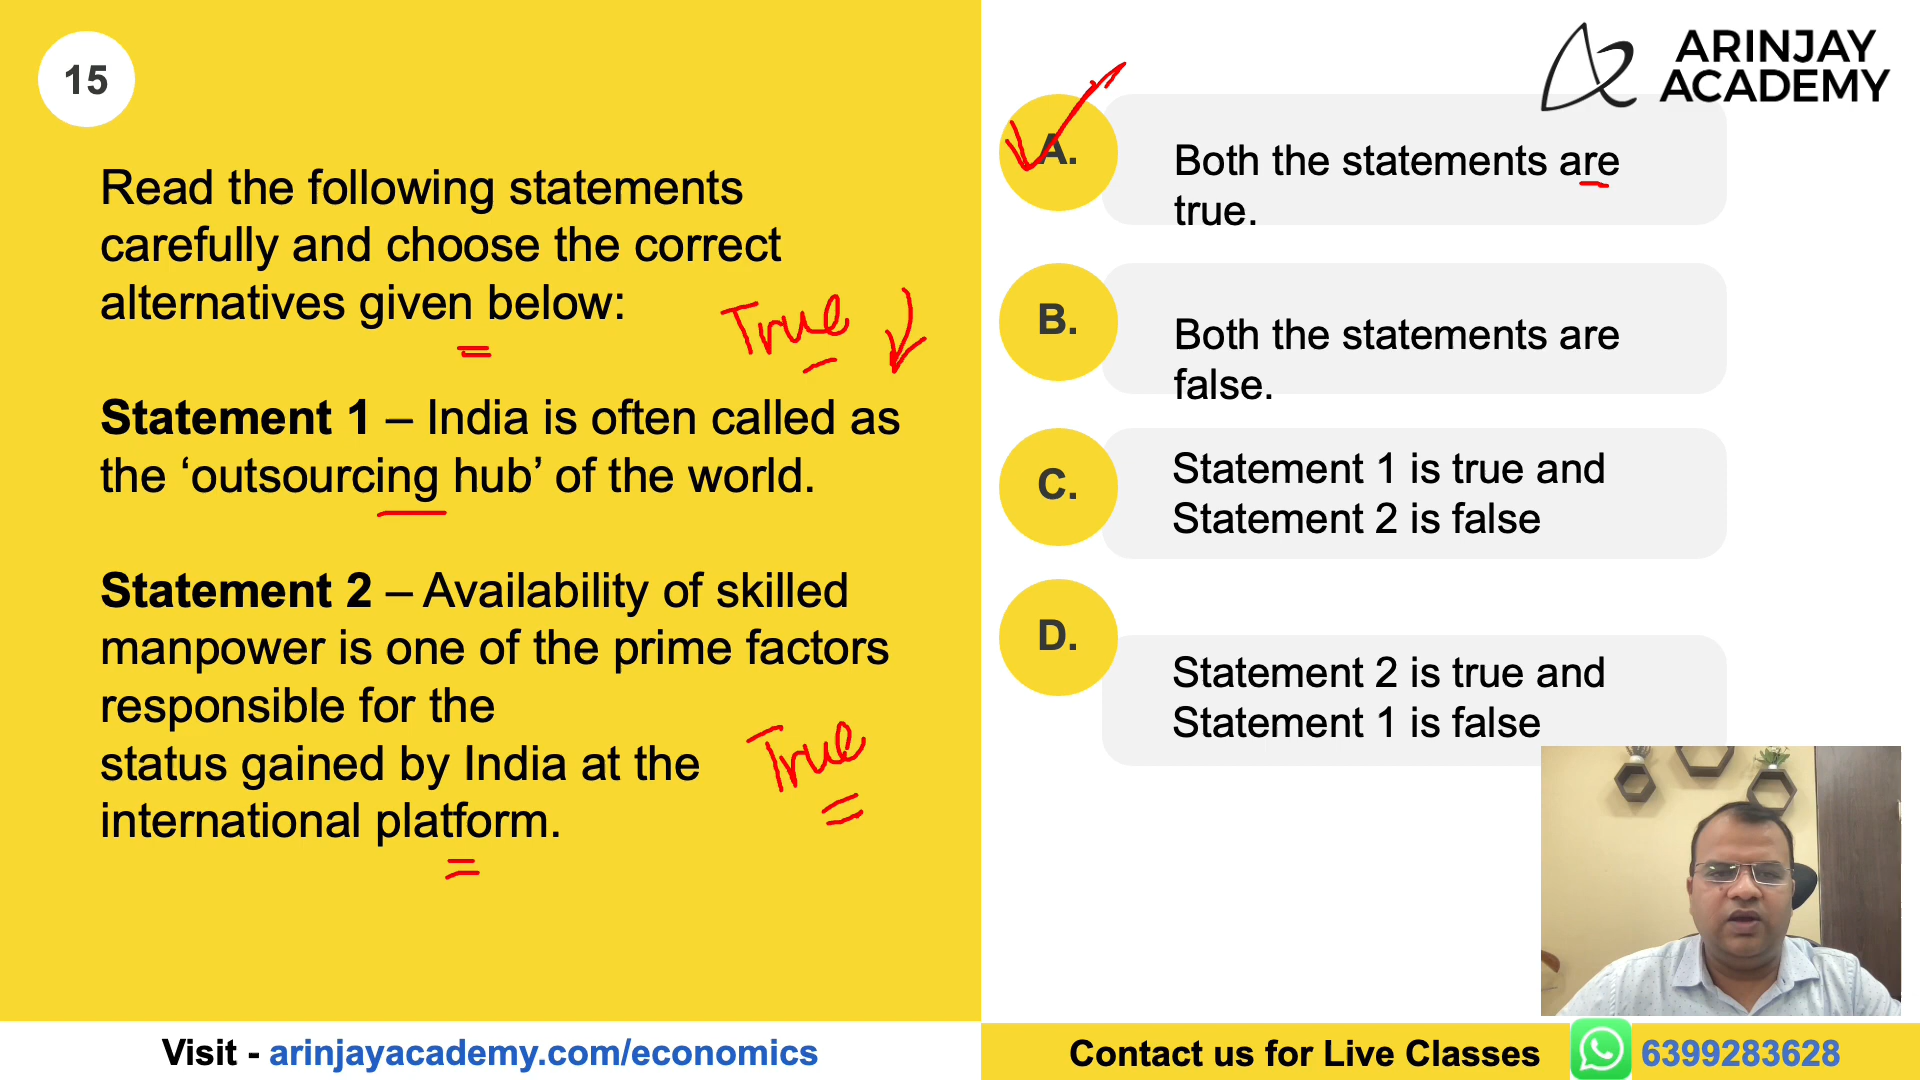 15
Read the following statements
carefully and choose the correct
alternatives given below:
True
Statement 1 – India is often called as
the ‘outsourcing hub’ of the world.
Statement 2 – Availability of skilled
manpower is one of the prime factors
responsible for the
status gained by India at the
international platform.
True
ARINJAY
ACADEMY
A.
Both the statements are
true.
B.
Both the statements are
false.
C.
Statement 1 is true and
Statement 2 is false
D.
Statement 2 is true and
Statement 1 is false
Visit - arinjayacademy.com/economics
Contact us for Live Classes 6399283628